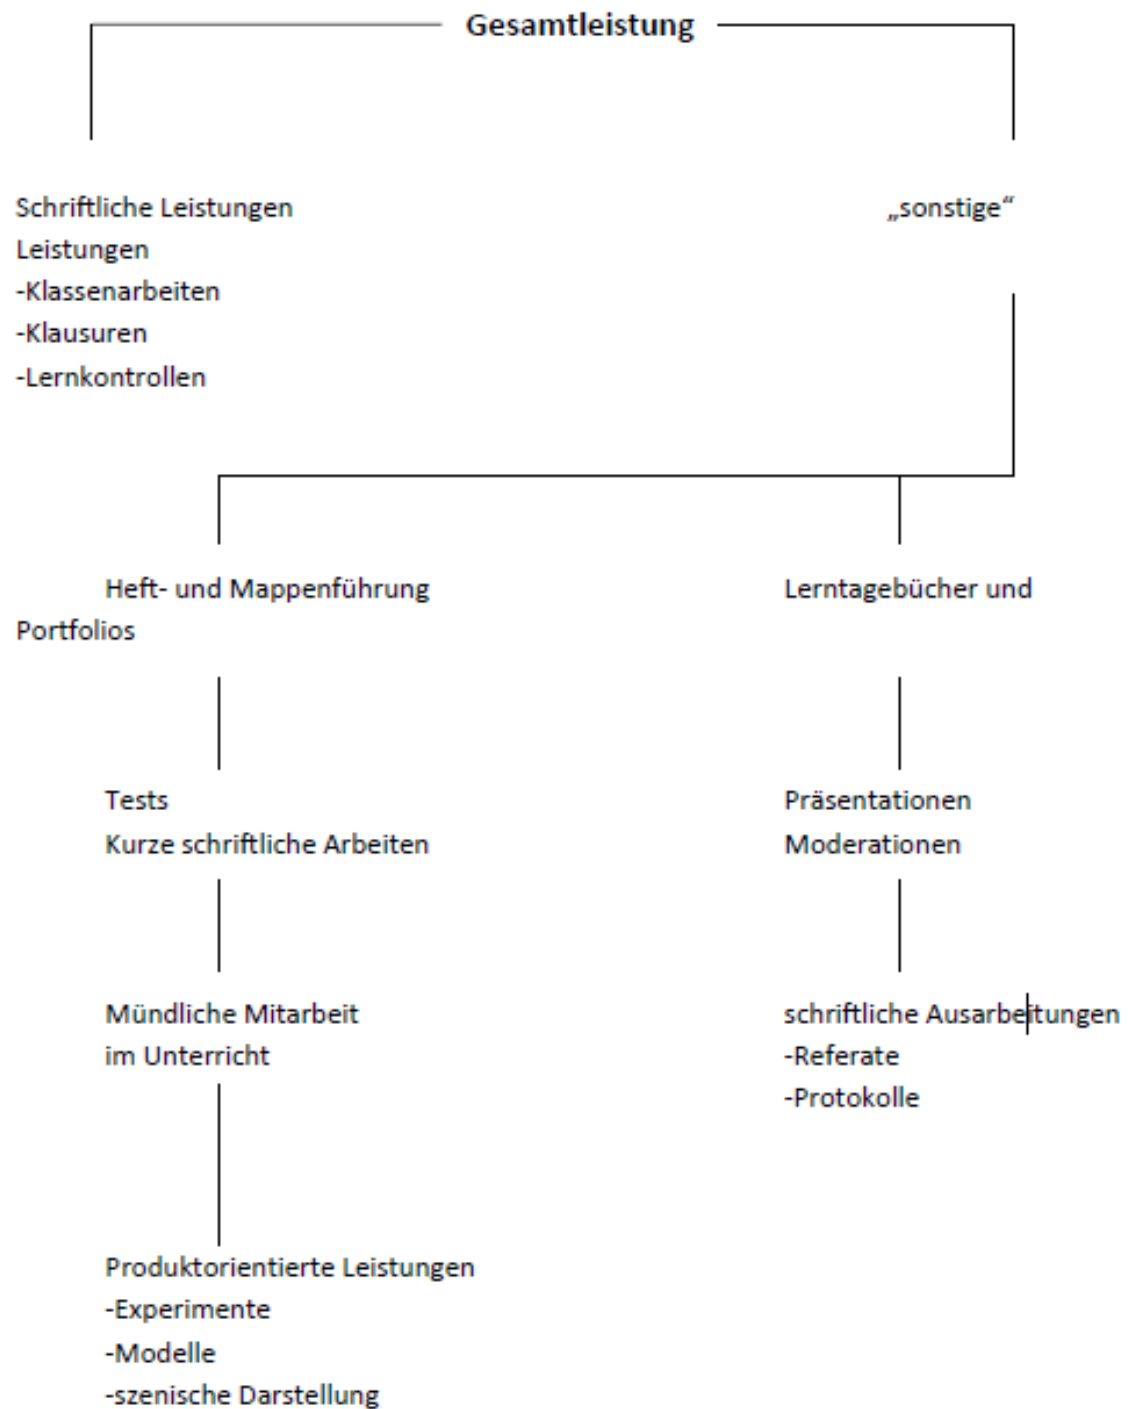 Gesamtleistung
Schriftliche Leistungen „sonstige“
Leistungen
-Klassenarbeiten
-Klausuren
-Lernkontrollen
Heft- und Mappenführung Lerntagebücher und
Portfolios
Tests Präsentationen
Kurze schriftliche Arbeiten Moderationen
Mündliche Mitarbeit schriftliche Ausarbeitungen
im Unterricht -Referate
-Protokolle
Produktorientierte Leistungen
-Experimente
-Modelle
-szenische Darstellung